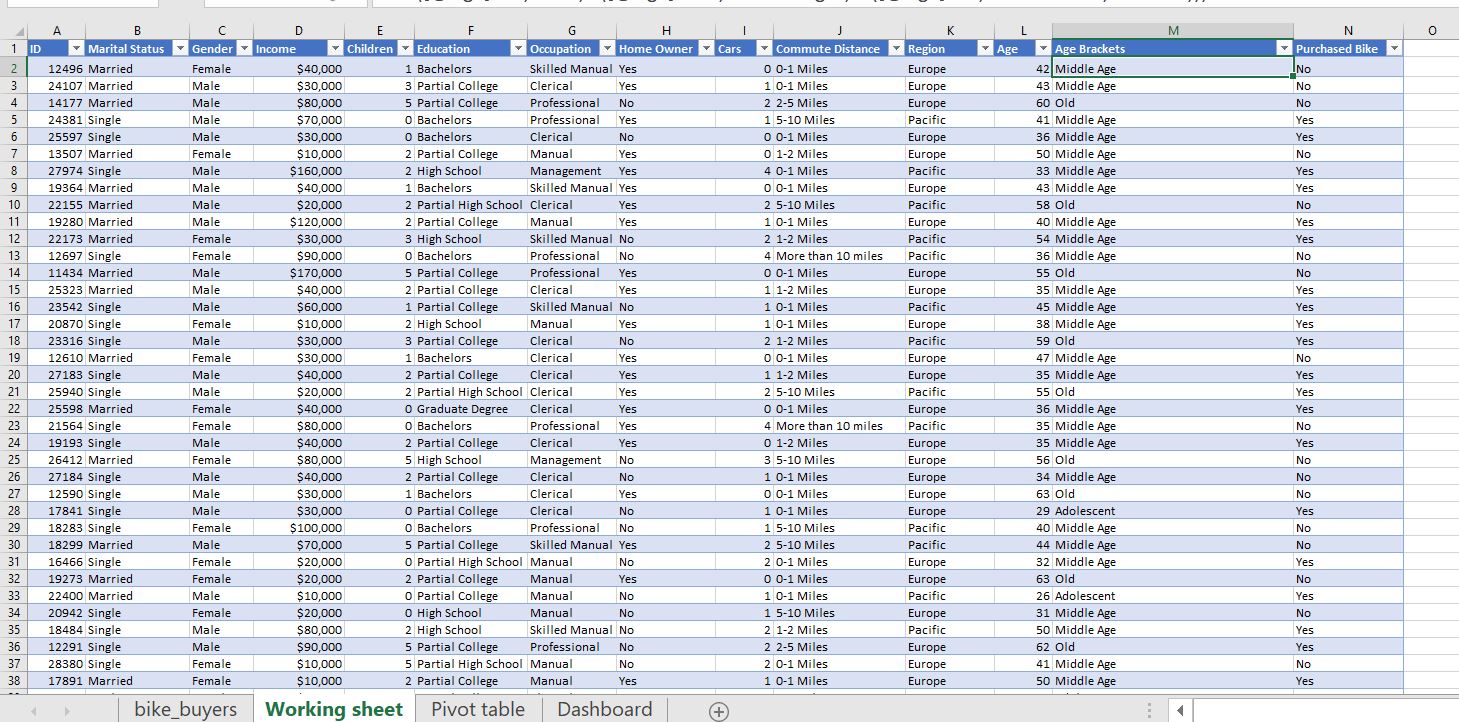 A B C D E F G H I J K L M N O
1 ID Marital Status Gender Income Children Education Occupation Home Owner Cars Commute Distance Region Age Age Brackets Purchased Bike
2 12496 Married Female $40,000 1 Bachelors Skilled Manual Yes 0 0-1 Miles Europe 42 Middle Age No
3 24107 Married Male $30,000 3 Partial College Clerical Yes 1 0-1 Miles Europe 43 Middle Age No
4 14177 Married Male $80,000 5 Partial College Professional No 2 2-5 Miles Europe 60 Old No
5 24381 Single Male $70,000 0 Bachelors Professional Yes 1 5-10 Miles Pacific 41 Middle Age Yes
6 25597 Single Male $30,000 0 Bachelors Clerical No 0 0-1 Miles Europe 36 Middle Age Yes
7 13507 Married Female $10,000 2 Partial College Manual Yes 0 1-2 Miles Europe 50 Middle Age No
8 27974 Single Male $160,000 2 High School Management Yes 4 0-1 Miles Pacific 33 Middle Age Yes
9 19364 Married Male $40,000 1 Bachelors Skilled Manual Yes 0 0-1 Miles Europe 43 Middle Age Yes
10 22155 Married Male $20,000 2 Partial High School Clerical Yes 2 5-10 Miles Pacific 58 Old No
11 19280 Married Male $120,000 2 Partial College Manual Yes 1 0-1 Miles Europe 40 Middle Age Yes
12 22173 Married Female $30,000 3 High School Skilled Manual No 2 1-2 Miles Pacific 54 Middle Age Yes
13 12697 Single Female $90,000 0 Bachelors Professional No 4 More than 10 miles Pacific 36 Middle Age No
14 11434 Married Male $170,000 5 Partial College Professional Yes 0 0-1 Miles Europe 55 Old No
15 25323 Married Male $40,000 2 Partial College Clerical Yes 1 1-2 Miles Europe 35 Middle Age Yes
16 23542 Single Male $60,000 1 Partial College Skilled Manual No 1 0-1 Miles Pacific 45 Middle Age Yes
17 20870 Single Female $10,000 2 High School Manual Yes 1 0-1 Miles Europe 38 Middle Age Yes
18 23316 Single Male $30,000 3 Partial College Clerical No 2 1-2 Miles Pacific 59 Old Yes
19 12610 Married Female $30,000 1 Bachelors Clerical Yes 0 0-1 Miles Europe 47 Middle Age No
20 27183 Single Male $40,000 2 Partial College Clerical Yes 1 1-2 Miles Europe 35 Middle Age Yes
21 25940 Single Male $20,000 2 Partial High School Clerical Yes 2 5-10 Miles Pacific 55 Old Yes
22 25598 Married Female $40,000 0 Graduate Degree Clerical Yes 0 0-1 Miles Europe 36 Middle Age Yes
23 21564 Single Female $80,000 0 Bachelors Professional Yes 4 More than 10 miles Pacific 35 Middle Age No
24 19193 Single Male $40,000 2 Partial College Clerical Yes 0 1-2 Miles Europe 35 Middle Age Yes
25 26412 Married Female $80,000 5 High School Management No 3 5-10 Miles Europe 56 Old No
26 27184 Single Male $40,000 2 Partial College Clerical No 1 0-1 Miles Europe 34 Middle Age No
27 12590 Single Male $30,000 1 Bachelors Clerical Yes 0 0-1 Miles Europe 63 Old No
28 17841 Single Male $30,000 0 Partial College Clerical No 1 0-1 Miles Europe 29 Adolescent Yes
29 18283 Single Female $100,000 0 Bachelors Professional No 1 5-10 Miles Pacific 40 Middle Age No
30 18299 Married Male $70,000 5 Partial College Skilled Manual Yes 2 5-10 Miles Pacific 44 Middle Age No
31 16466 Single Female $20,000 0 Partial High School Manual No 2 0-1 Miles Europe 32 Middle Age Yes
32 19273 Married Female $20,000 2 Partial College Manual Yes 0 0-1 Miles Europe 63 Old No
33 22400 Married Male $10,000 0 Partial College Manual No 1 0-1 Miles Pacific 26 Adolescent Yes
34 20942 Single Female $20,000 0 High School Manual No 1 5-10 Miles Europe 31 Middle Age No
35 18484 Single Male $80,000 2 High School Skilled Manual No 2 1-2 Miles Pacific 50 Middle Age Yes
36 12291 Single Male $90,000 5 Partial College Professional No 2 2-5 Miles Europe 62 Old Yes
37 28380 Single Female $10,000 5 Partial High School Manual No 2 0-1 Miles Europe 41 Middle Age No
38 17891 Married Female $10,000 2 Partial College Manual Yes 1 0-1 Miles Europe 50 Middle Age Yes
bike_buyers Working sheet Pivot table Dashboard